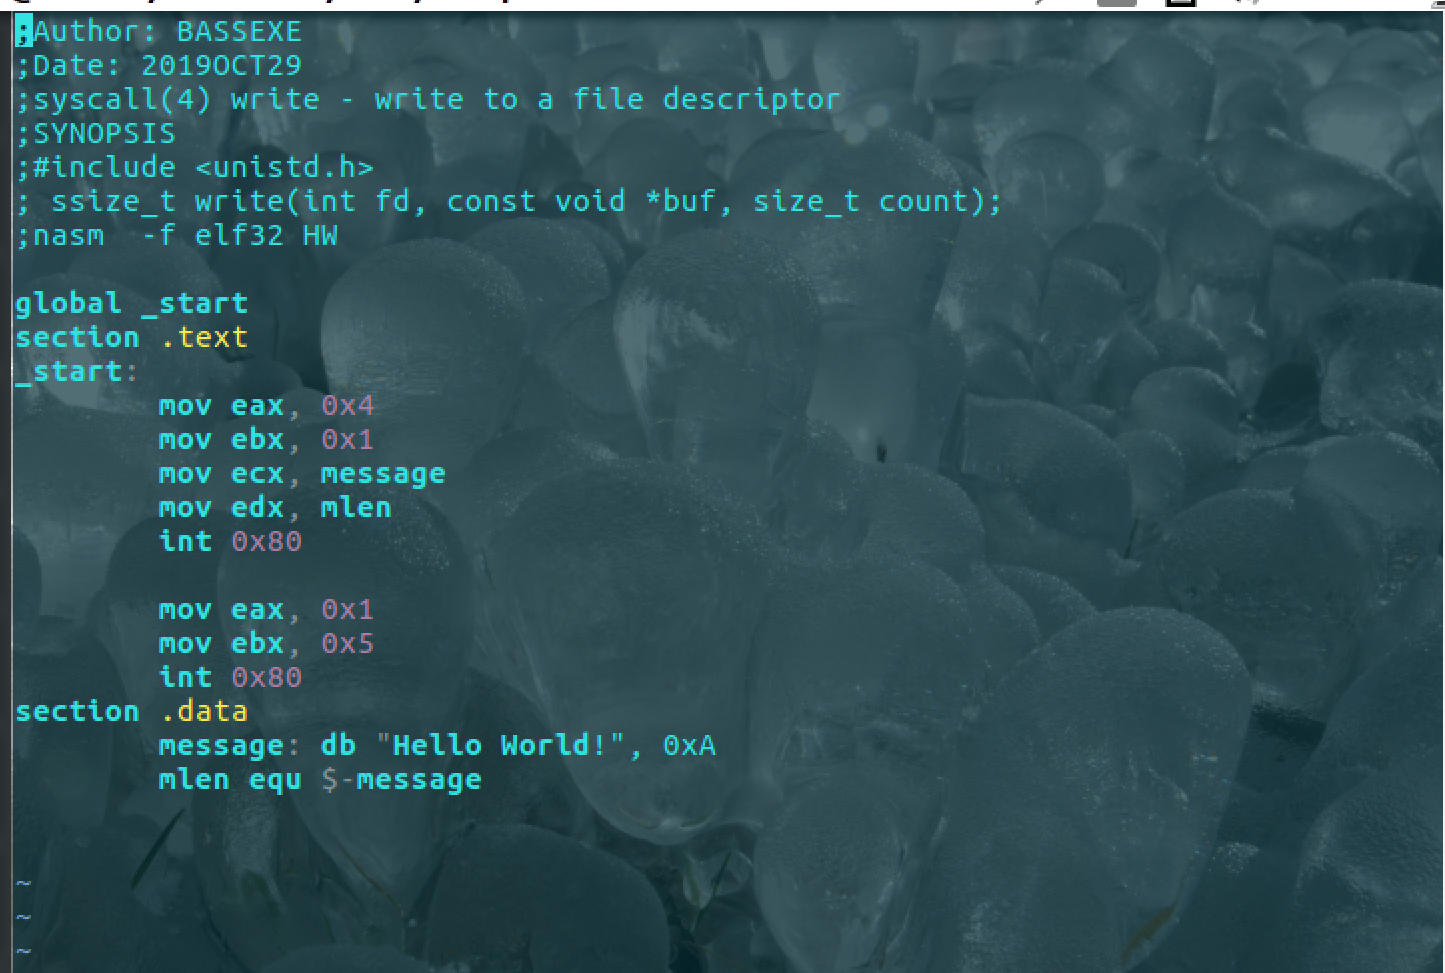 ;Author: BASSEXE
;Date: 2019OCT29
;syscall(4) write - write to a file descriptor
;SYNOPSIS
;#include <unistd.h>
; ssize_t write(int fd, const void *buf, size_t count);
;nasm  -f elf32 HW
global _start
section .text
_start:
mov eax, 0x4
mov ebx, 0x1
mov ecx, message
mov edx, mlen
int 0x80
mov eax, 0x1
mov ebx, 0x5
int 0x80
section .data
message: db "Hello World!", 0xA
mlen equ $-message
~
~
~